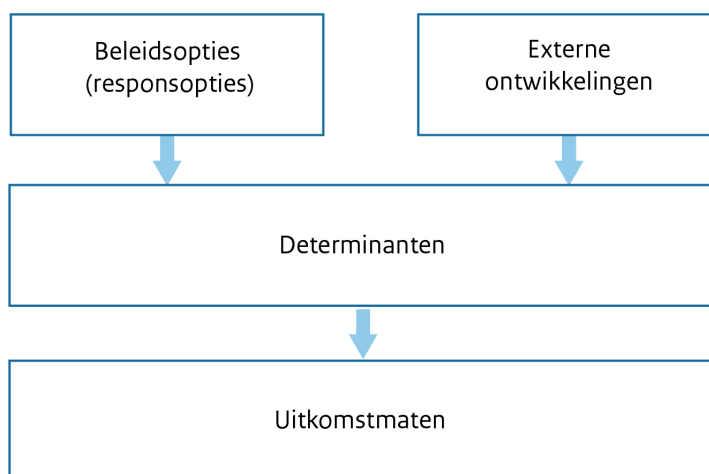 Beleidsopties
(responsopties)
Externe
ontwikkelingen
Determinanten
Uitkomstmaten